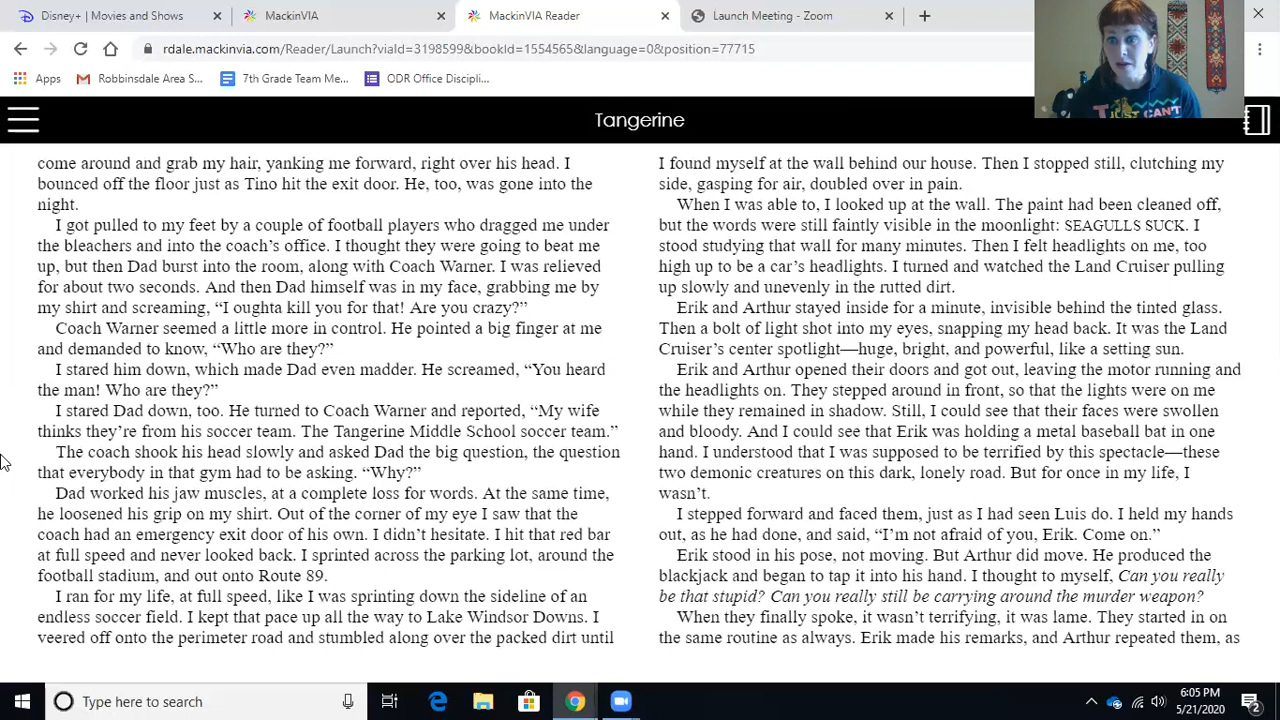 Disney+ | Movies and Shows
MackinVIA
MackinVIA Reader
Launch Meeting - Zoom
rdale.mackinvia.com/Reader/Launch?viaId=3198599&bookId=1554565&language=0&position=77715
Apps
Robbinsdale Area S...
7th Grade Team Me...
ODR Office Discipli...
Tangerine
come around and grab my hair, yanking me forward, right over his head. I
bounced off the floor just as Tino hit the exit door. He, too, was gone into the
night.
I got pulled to my feet by a couple of football players who dragged me under
the bleachers and into the coach's office. I thought they were going to beat me
up, but then Dad burst into the room, along with Coach Warner. I was relieved
for about two seconds. And then Dad himself was in my face, grabbing me by
my shirt and screaming, “I oughta kill you for that! Are you crazy?”
Coach Warner seemed a little more in control. He pointed a big finger at me
and demanded to know, “Who are they?”
I stared him down, which made Dad even madder. He screamed, “You heard
the man! Who are they?”
I stared Dad down, too. He turned to Coach Warner and reported, “My wife
thinks they're from his soccer team. The Tangerine Middle School soccer team.”
The coach shook his head slowly and asked Dad the big question, the question
that everybody in that gym had to be asking. “Why?”
Dad worked his jaw muscles, at a complete loss for words. At the same time,
he loosened his grip on my shirt. Out of the corner of my eye I saw that the
coach had an emergency exit door of his own. I didn't hesitate. I hit that red bar
at full speed and never looked back. I sprinted across the parking lot, around the
football stadium, and out onto Route 89.
I ran for my life, at full speed, like I was sprinting down the sideline of an
endless soccer field. I kept that pace up all the way to Lake Windsor Downs. I
veered off onto the perimeter road and stumbled along over the packed dirt until
I found myself at the wall behind our house. Then I stopped still, clutching my
side, gasping for air, doubled over in pain.
When I was able to, I looked up at the wall. The paint had been cleaned off,
but the words were still faintly visible in the moonlight: SEAGULLS SUCK. I
stood studying that wall for many minutes. Then I felt headlights on me, too
high up to be a car's headlights. I turned and watched the Land Cruiser pulling
up slowly and unevenly in the rutted dirt.
Erik and Arthur stayed inside for a minute, invisible behind the tinted glass.
Then a bolt of light shot into my eyes, snapping my head back. It was the Land
Cruiser's center spotlight—huge, bright, and powerful, like a setting sun.
Erik and Arthur opened their doors and got out, leaving the motor running and
the headlights on. They stepped around in front, so that the lights were on me
while they remained in shadow. Still, I could see that their faces were swollen
and bloody. And I could see that Erik was holding a metal baseball bat in one
hand. I understood that I was supposed to be terrified by this spectacle—these
two demonic creatures on this dark, lonely road. But for once in my life, I
wasn't.
I stepped forward and faced them, just as I had seen Luis do. I held my hands
out, as he had done, and said, “I'm not afraid of you, Erik. Come on.”
Erik stood in his pose, not moving. But Arthur did move. He produced the
blackjack and began to tap it into his hand. I thought to myself, Can you really
be that stupid? Can you really still be carrying around the murder weapon?
When they finally spoke, it wasn't terrifying, it was lame. They started in on
the same routine as always. Erik made his remarks, and Arthur repeated them, as
Type here to search
6:05 PM
5/21/2020
2